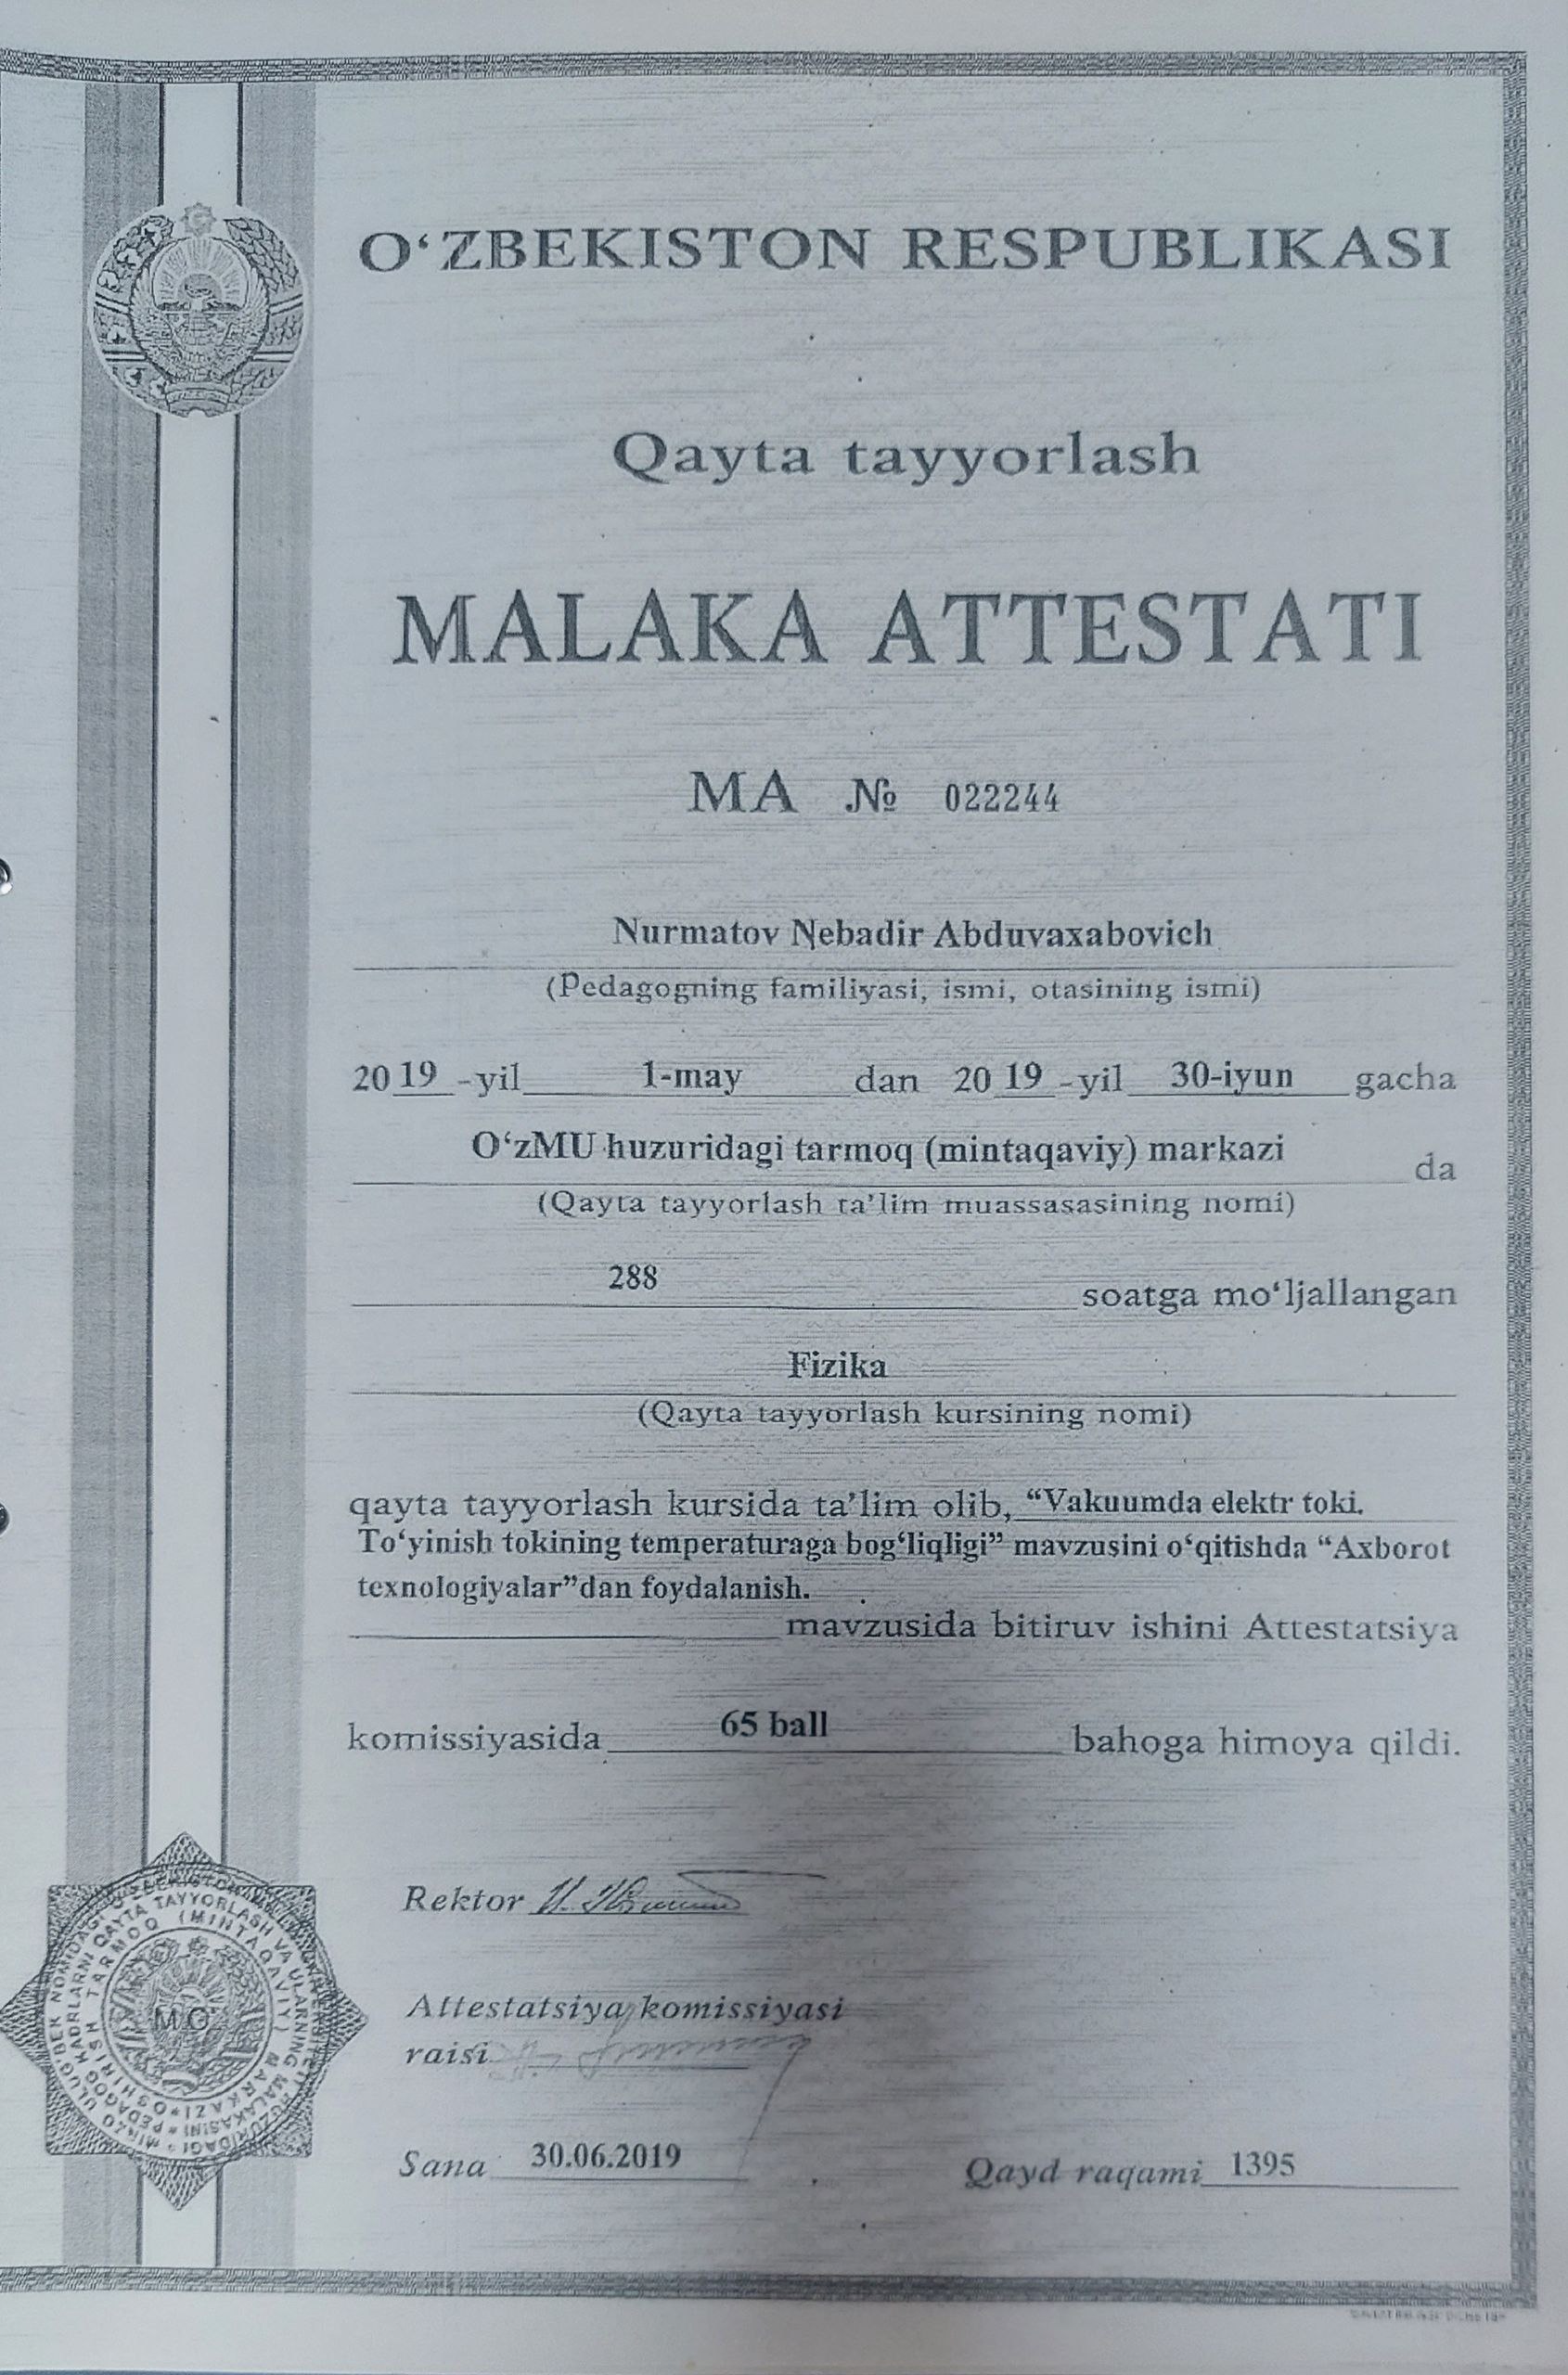 O‘ZBEKISTON RESPUBLIKASI
Qayta tayyorlash
MALAKA ATTESTATI
MA № 022244
Nurmatov Nebadir Abduvaxabovich
(Pedagogning familiyasi, ismi, otasining ismi)
2019 -yil 1-may dan 2019 -yil 30-iyun gacha
O‘zMU huzuridagi tarmoq (mintaqaviy) markazi da
(Qayta tayyorlash ta’lim muassasasining nomi)
288 soatga mo‘ljallangan
Fizika
(Qayta tayyorlash kursining nomi)
qayta tayyorlash kursida ta’lim olib, “Vakuumda elektr toki.
To‘yinish tokining temperaturaga bog‘liqligi” mavzusini o‘qitishda “Axborot
texnologiyalar”dan foydalanish.
mavzusida bitiruv ishini Attestatsiya
komissiyasida 65 ball bahoga himoya qildi.
Rektor
Attestatsiya komissiyasi
raisi
Sana 30.06.2019 Qayd raqami 1395